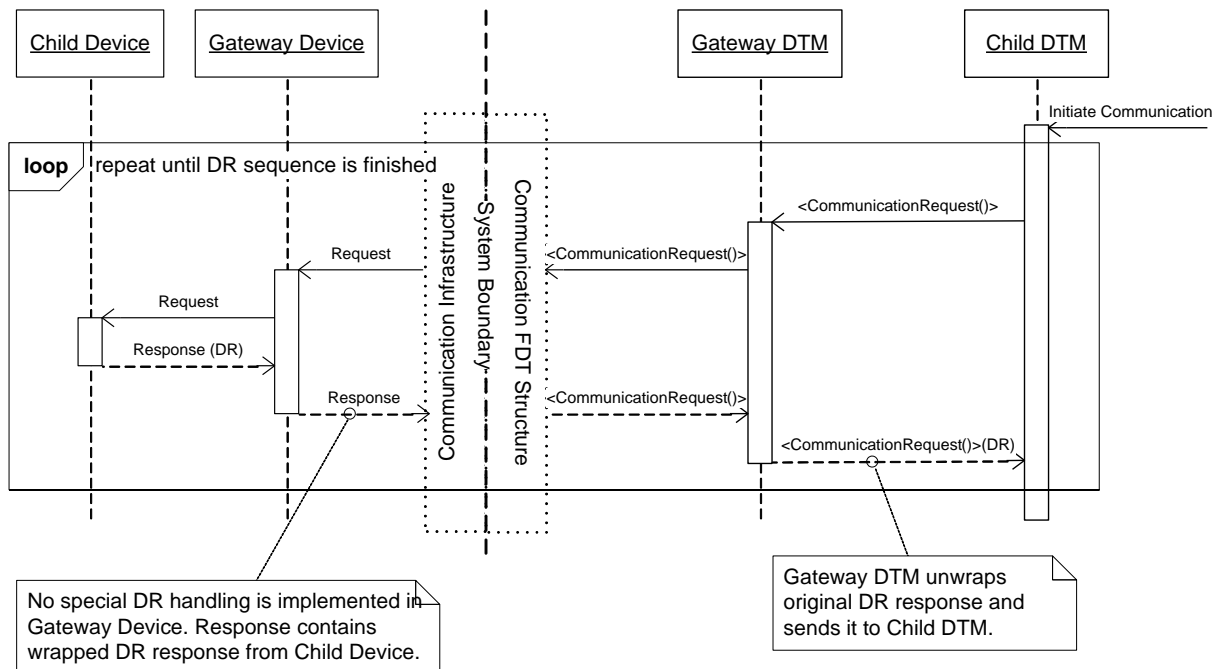 Child Device
Gateway Device
Gateway DTM
Child DTM
Initiate Communication
loop
repeat until DR sequence is finished
Communication Infrastructure
System Boundary
Communication FDT Structure
<CommunicationRequest()>
<CommunicationRequest()>
Request
Request
Response (DR)
Response
<CommunicationRequest()>
<CommunicationRequest()>(DR)
No special DR handling is implemented in
Gateway Device. Response contains
wrapped DR response from Child Device.
Gateway DTM unwraps
original DR response and
sends it to Child DTM.